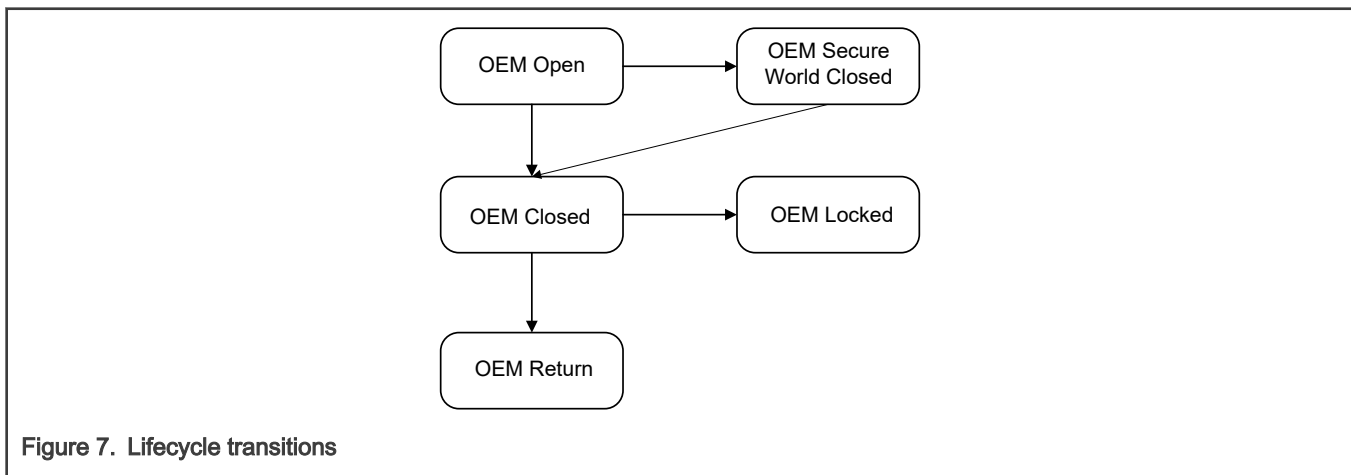 OEM Open
OEM Secure
World Closed
OEM Closed
OEM Locked
OEM Return
Figure 7. Lifecycle transitions